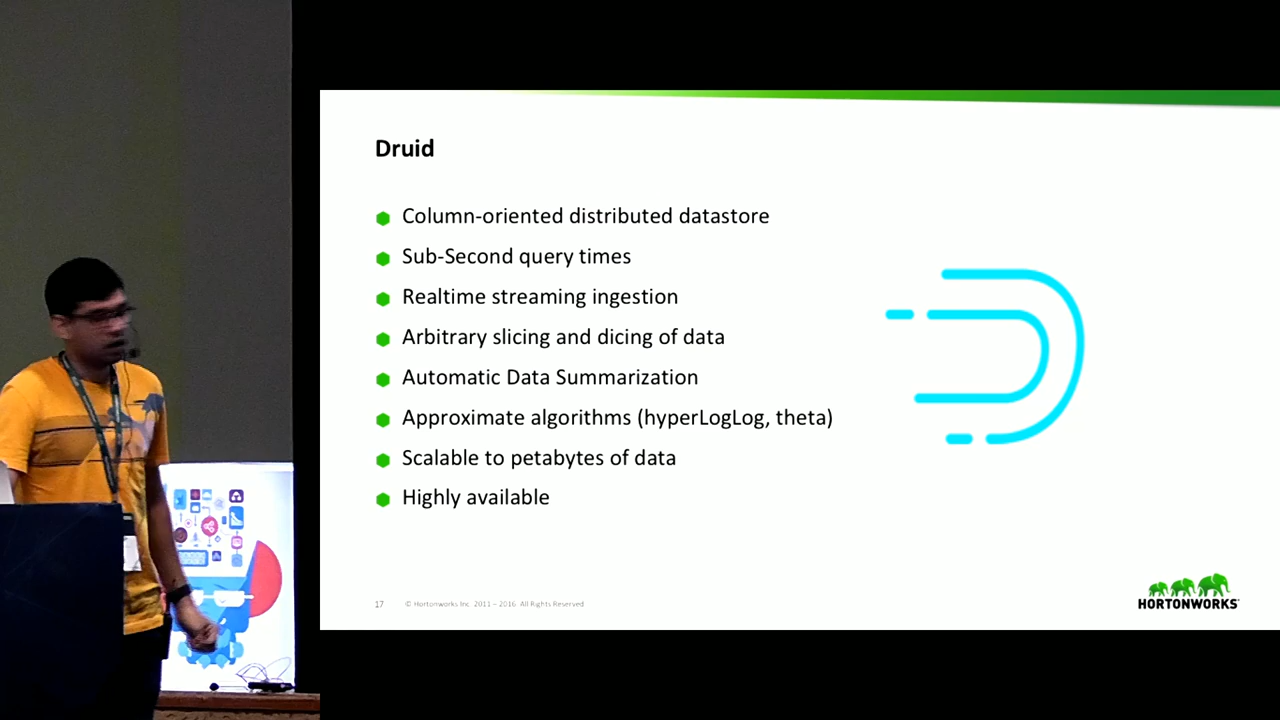 Druid
Column-oriented distributed datastore
Sub-Second query times
Realtime streaming ingestion
Arbitrary slicing and dicing of data
Automatic Data Summarization
Approximate algorithms (hyperLogLog, theta)
Scalable to petabytes of data
Highly available
17 © Hortonworks Inc. 2011 – 2016. All Rights Reserved
HORTONWORKS